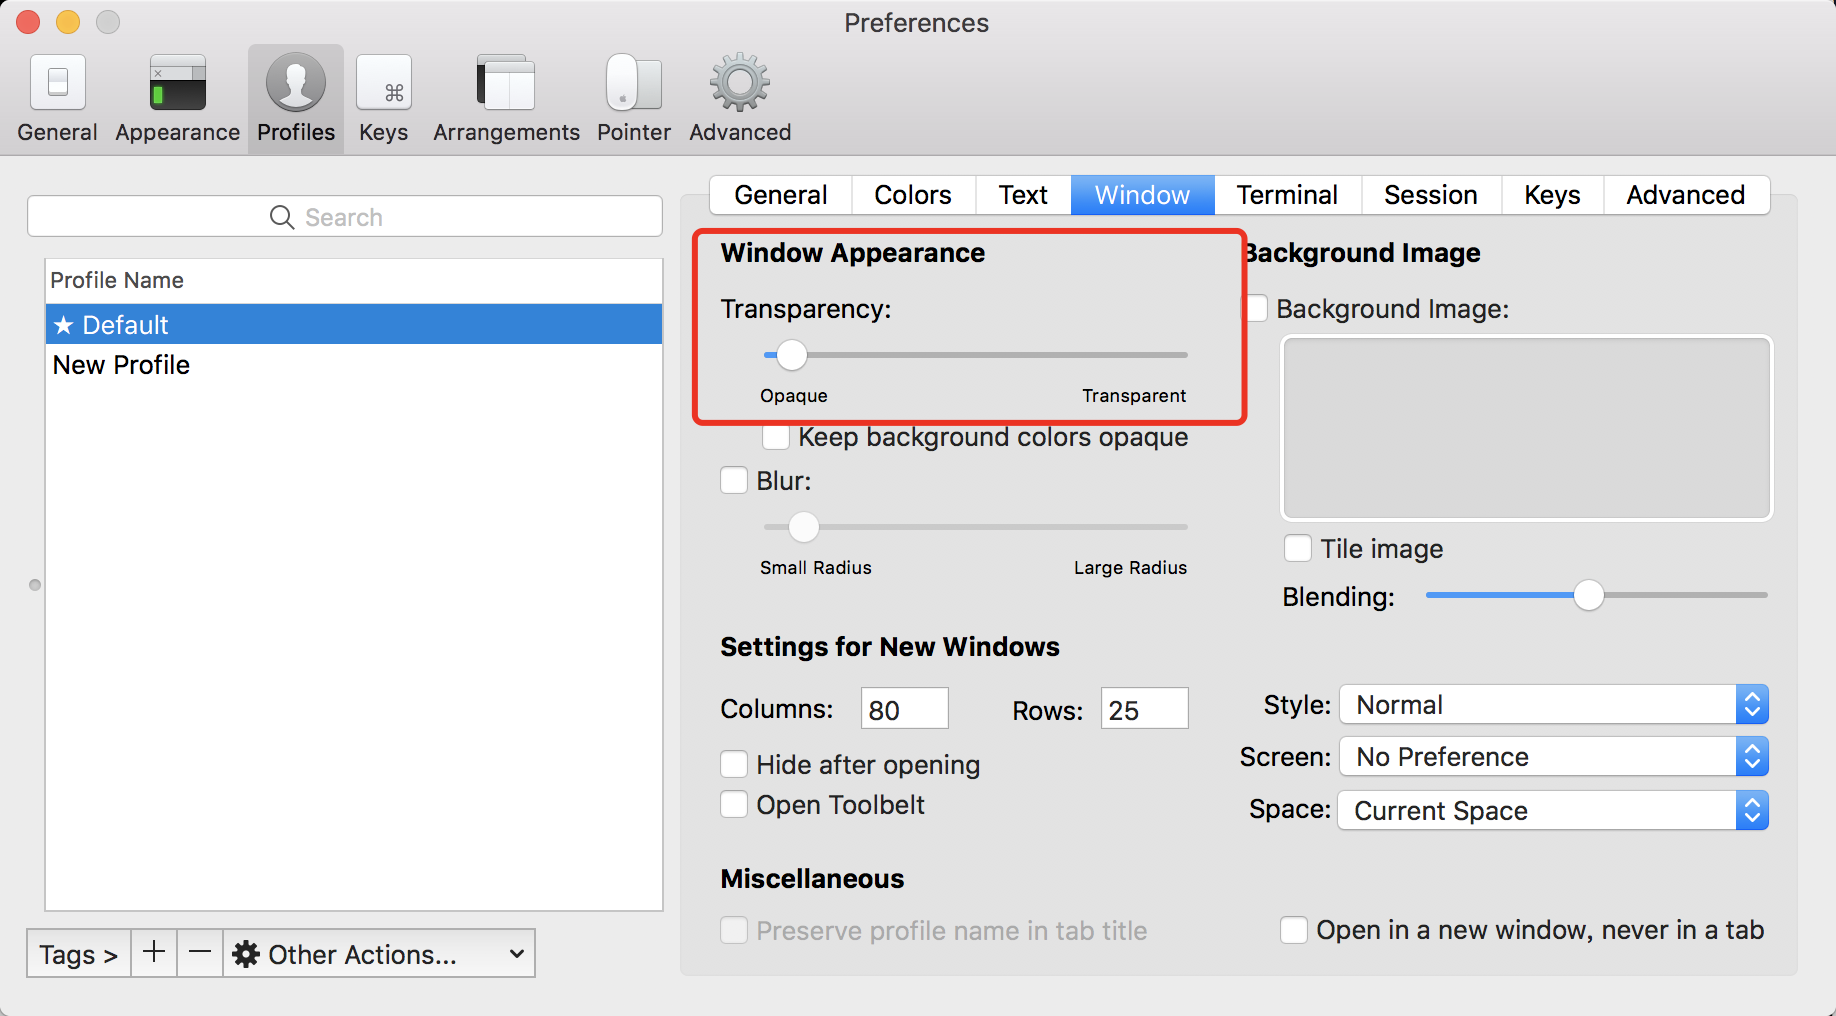 Preferences
General Appearance Profiles Keys Arrangements Pointer Advanced
General Colors Text Window Terminal Session Keys Advanced
Search
Profile Name
★ Default
New Profile
Tags > + − Other Actions...
Window Appearance
Transparency:
Opaque Transparent
Keep background colors opaque
Blur:
Small Radius Large Radius
Background Image
Background Image:
Tile image
Blending:
Settings for New Windows
Columns: 80 Rows: 25
Hide after opening
Open Toolbelt
Style: Normal
Screen: No Preference
Space: Current Space
Miscellaneous
Preserve profile name in tab title
Open in a new window, never in a tab